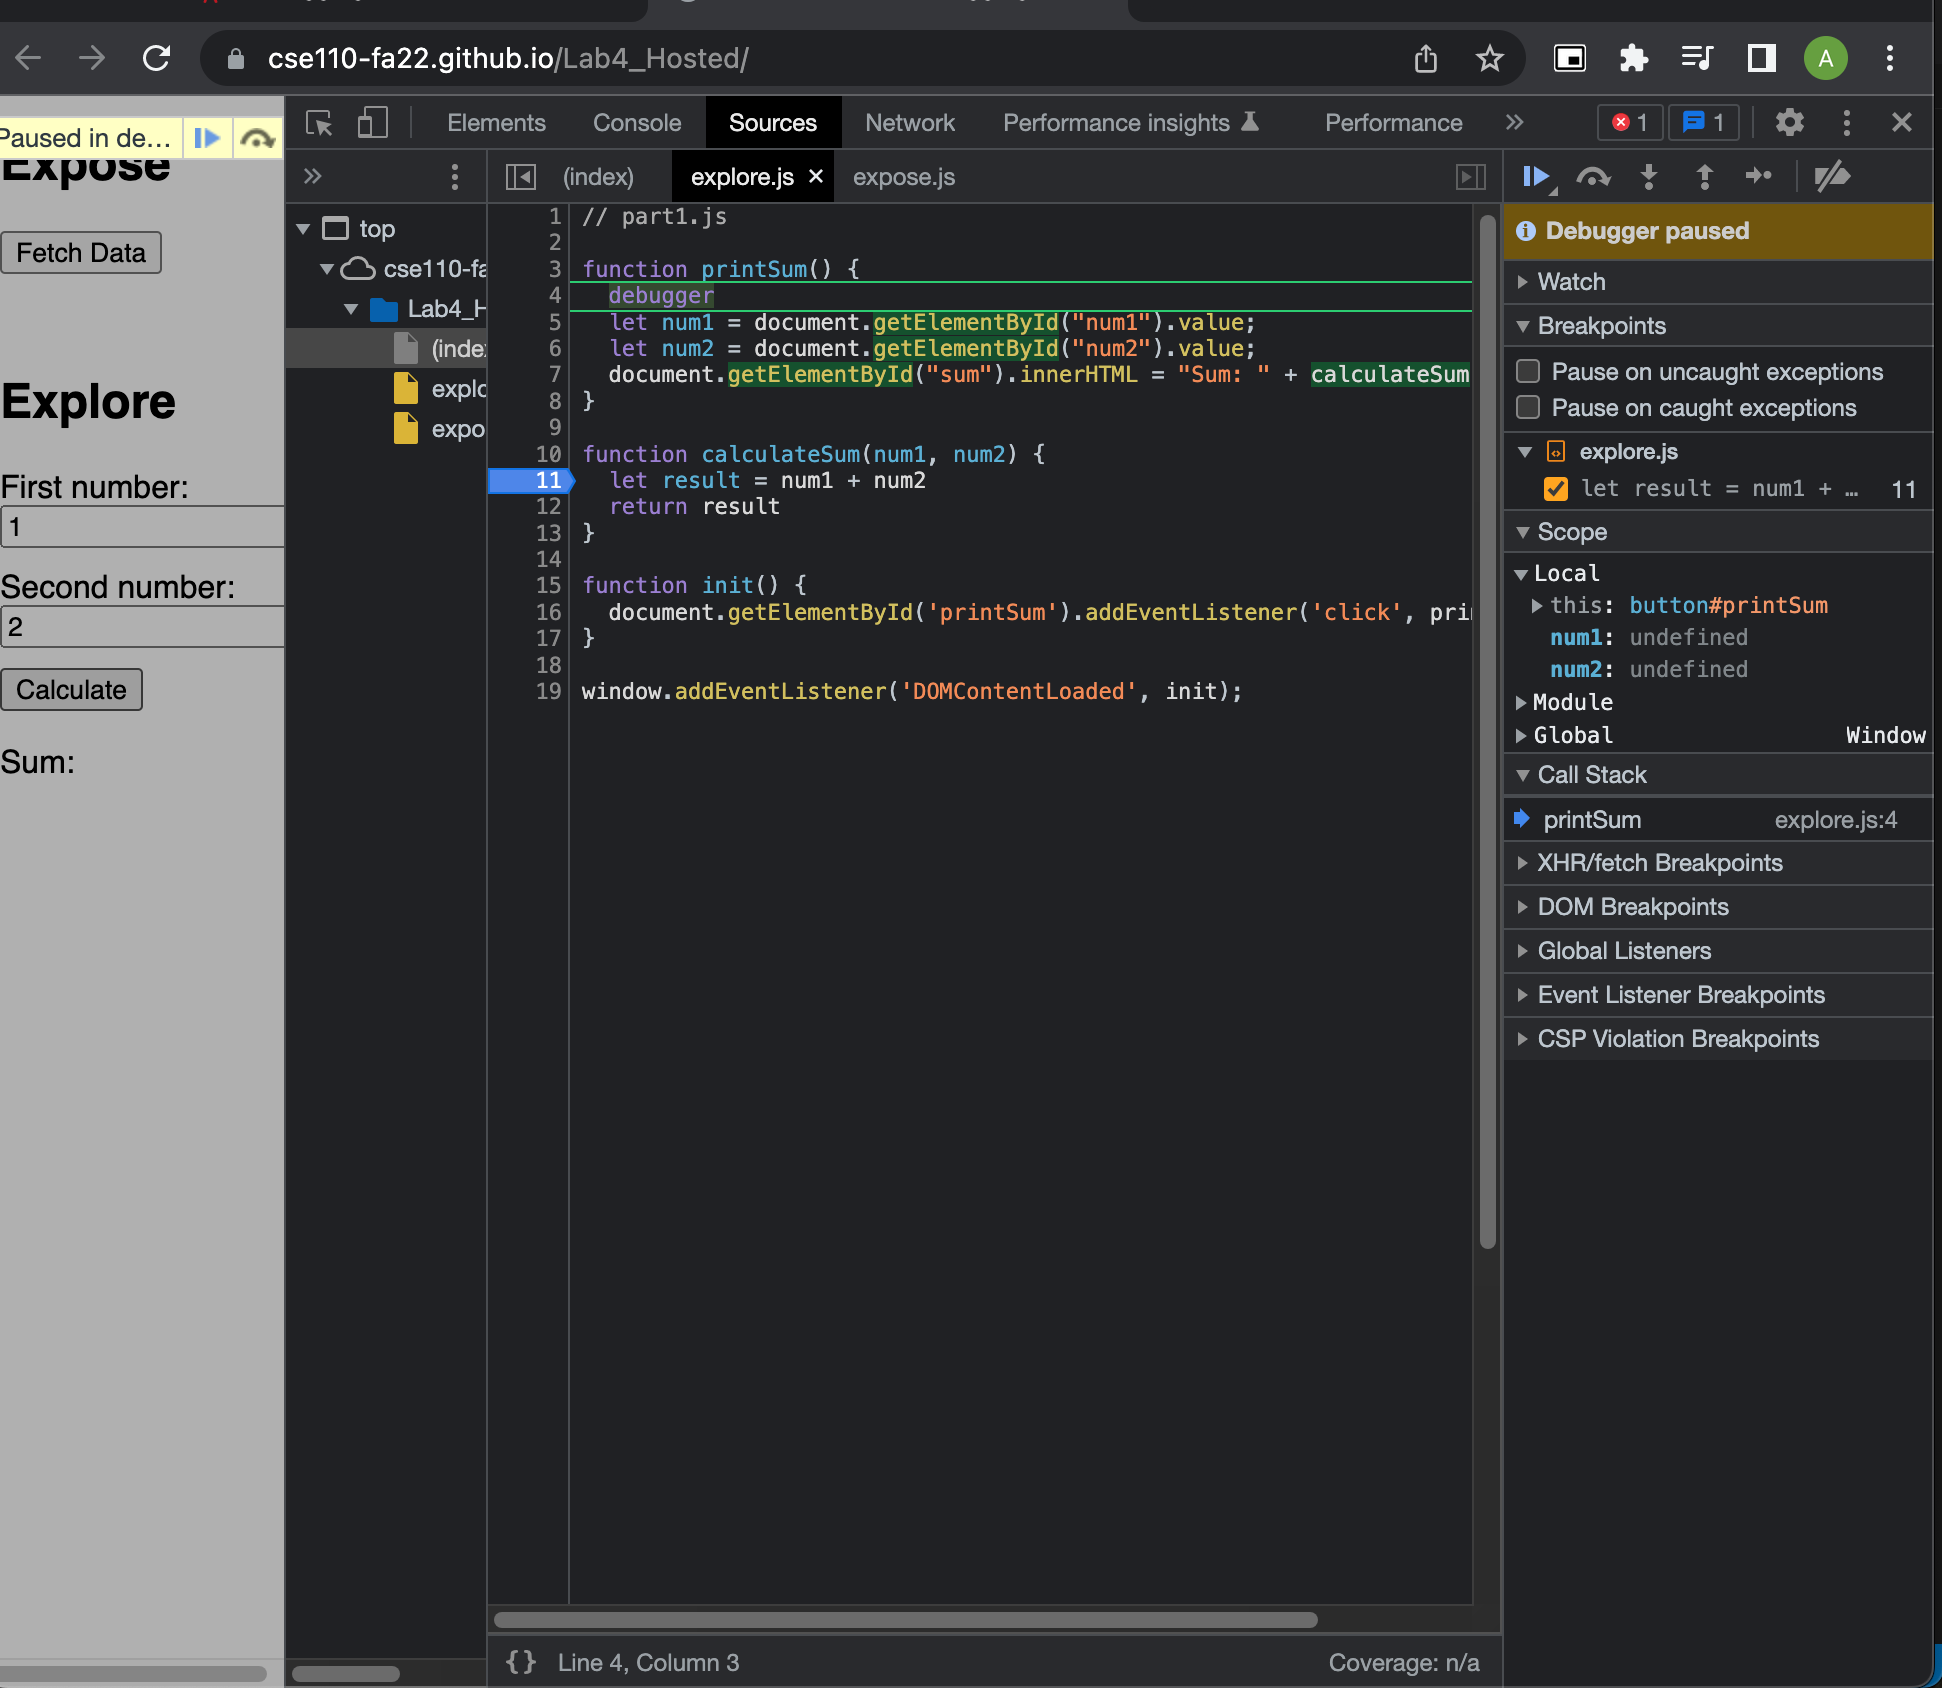 cse110-fa22.github.io/Lab4_Hosted/
A
Paused in de...
Expose
Fetch Data
Explore
First number:
1
Second number:
2
Calculate
Sum:
Elements Console Sources Network Performance insights Performance
1 1
top
cse110-fa
Lab4_H
(inde
explo
expo
(index) explore.js expose.js
1 // part1.js
2
3 function printSum() {
4 debugger
5 let num1 = document.getElementById("num1").value;
6 let num2 = document.getElementById("num2").value;
7 document.getElementById("sum").innerHTML = "Sum: " + calculateSum
8 }
9
10 function calculateSum(num1, num2) {
11 let result = num1 + num2
12 return result
13 }
14
15 function init() {
16 document.getElementById('printSum').addEventListener('click', pri
17 }
18
19 window.addEventListener('DOMContentLoaded', init);
{} Line 4, Column 3
Coverage: n/a
Debugger paused
Watch
Breakpoints
Pause on uncaught exceptions
Pause on caught exceptions
explore.js
let result = num1 + … 11
Scope
Local
this: button#printSum
num1: undefined
num2: undefined
Module
Global Window
Call Stack
printSum explore.js:4
XHR/fetch Breakpoints
DOM Breakpoints
Global Listeners
Event Listener Breakpoints
CSP Violation Breakpoints